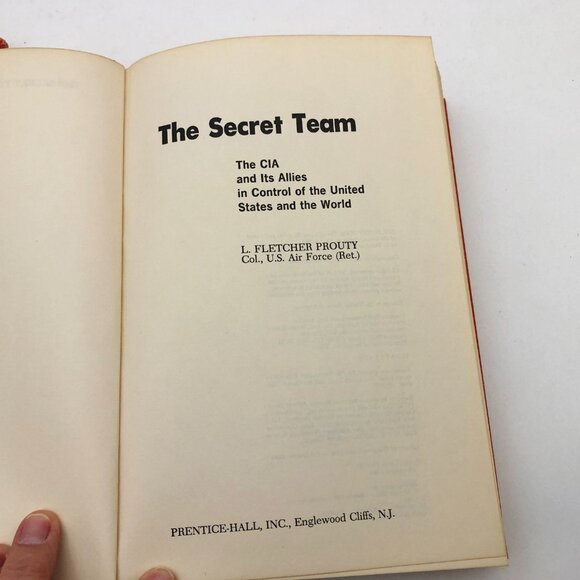 The Secret Team
The CIA
and Its Allies
in Control of the United
States and the World
L. FLETCHER PROUTY
Col., U.S. Air Force (Ret.)
PRENTICE-HALL, INC., Englewood Cliffs, N.J.